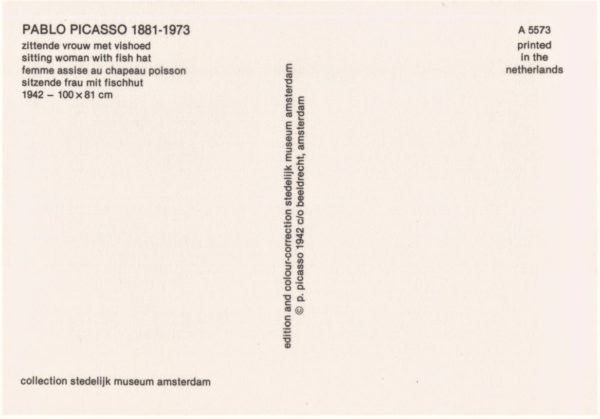 PABLO PICASSO 1881-1973
zittende vrouw met vishoed
sitting woman with fish hat
femme assise au chapeau poisson
sitzende frau mit fischhut
1942 – 100 x 81 cm
A 5573
printed
in the
netherlands
edition and colour-correction stedelijk museum amsterdam
© p. picasso 1942 c/o beeldrecht, amsterdam
collection stedelijk museum amsterdam